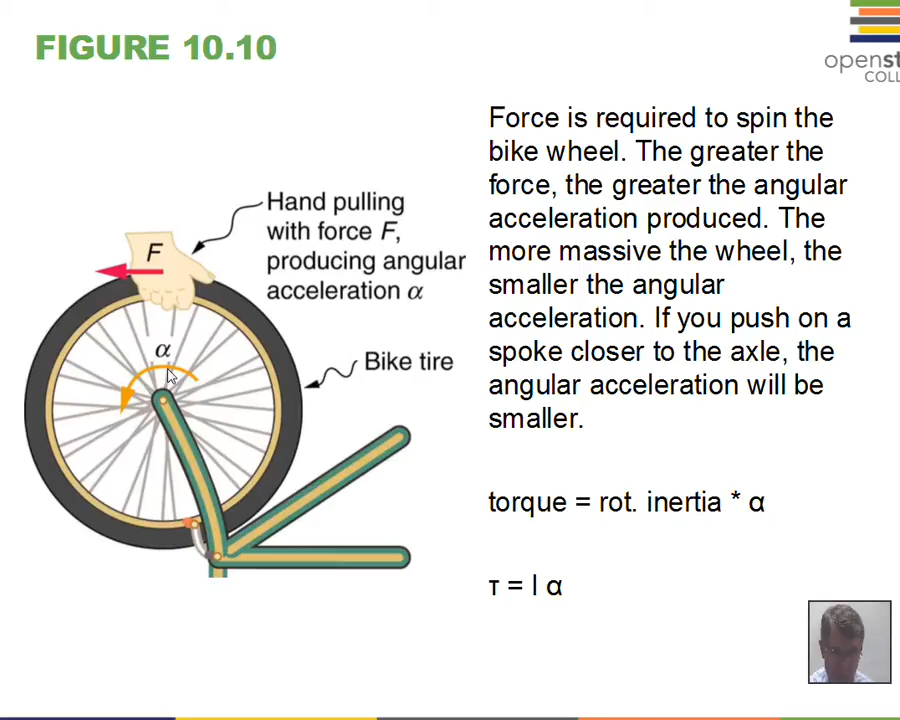 FIGURE 10.10
openst
COLL
Force is required to spin the
bike wheel. The greater the
force, the greater the angular
acceleration produced. The
more massive the wheel, the
smaller the angular
acceleration. If you push on a
spoke closer to the axle, the
angular acceleration will be
smaller.
torque = rot. inertia * α
τ = I α
Hand pulling
with force F,
producing angular
acceleration α
F
α
Bike tire